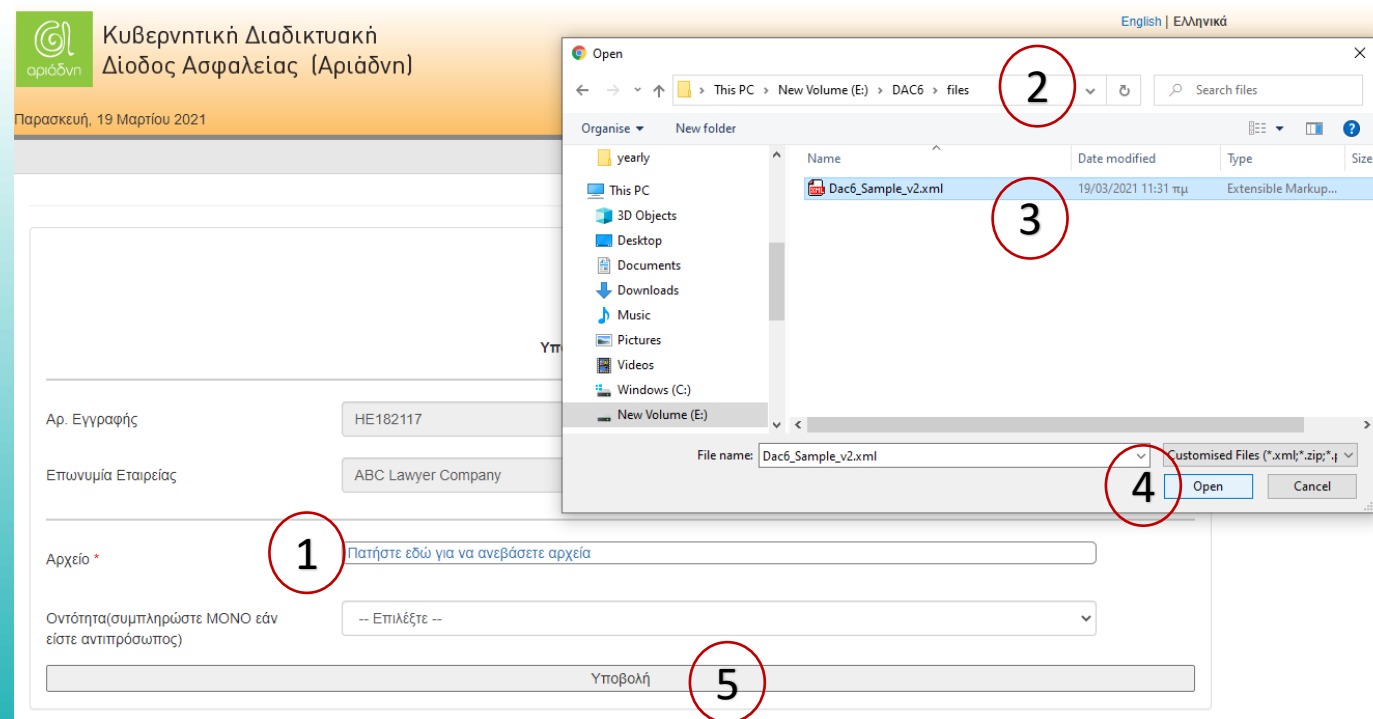 English | Ελληνικά
αριάδνη
Κυβερνητική Διαδικτυακή
Δίοδος Ασφαλείας (Αριάδνη)
Παρασκευή, 19 Μαρτίου 2021
Open
2
This PC > New Volume (E:) > DAC6 > files
Search files
Organise
New folder
Name
Date modified
Type
Size
yearly
This PC
3D Objects
Desktop
Documents
Downloads
Music
Pictures
Videos
Windows (C:)
New Volume (E:)
Dac6_Sample_v2.xml
19/03/2021 11:31 πμ
Extensible Markup...
3
File name:
Dac6_Sample_v2.xml
Customised Files (*.xml;*.zip;*.
4
Open
Cancel
Αρ. Εγγραφής
HE182117
Επωνυμία Εταιρείας
ABC Lawyer Company
Αρχείο *
1
Πατήστε εδώ για να ανεβάσετε αρχεία
Οντότητα(συμπληρώστε ΜΟΝΟ εάν
είστε αντιπρόσωπος)
-- Επιλέξτε --
Υποβολή
5